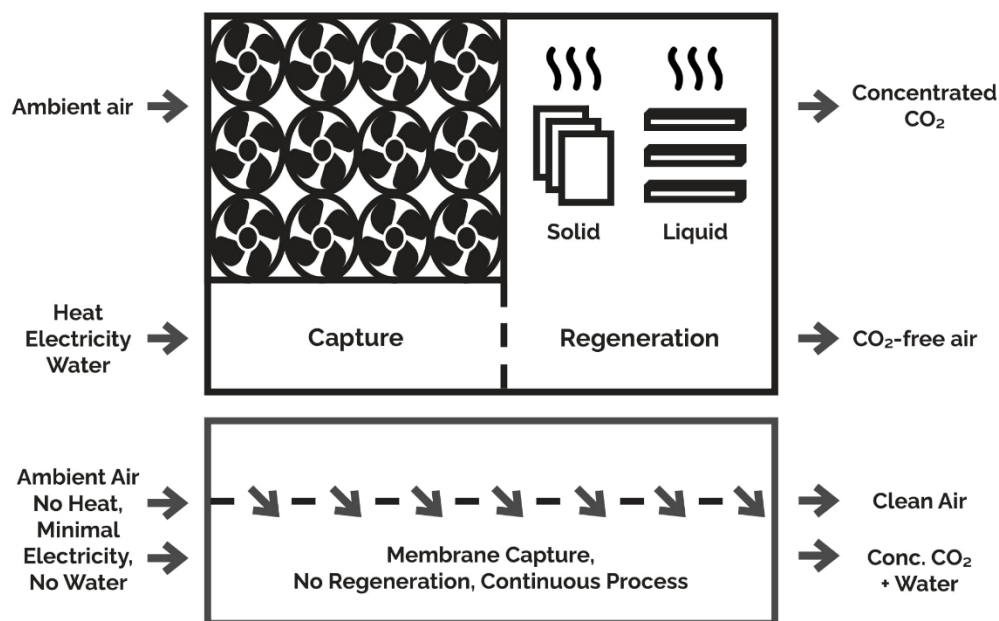 Ambient air
Concentrated
CO₂
Solid
Liquid
Heat
Electricity
Water
Capture
Regeneration
CO₂-free air
Ambient Air
No Heat,
Minimal
Electricity,
No Water
Membrane Capture,
No Regeneration, Continuous Process
Clean Air
Conc. CO₂
+ Water